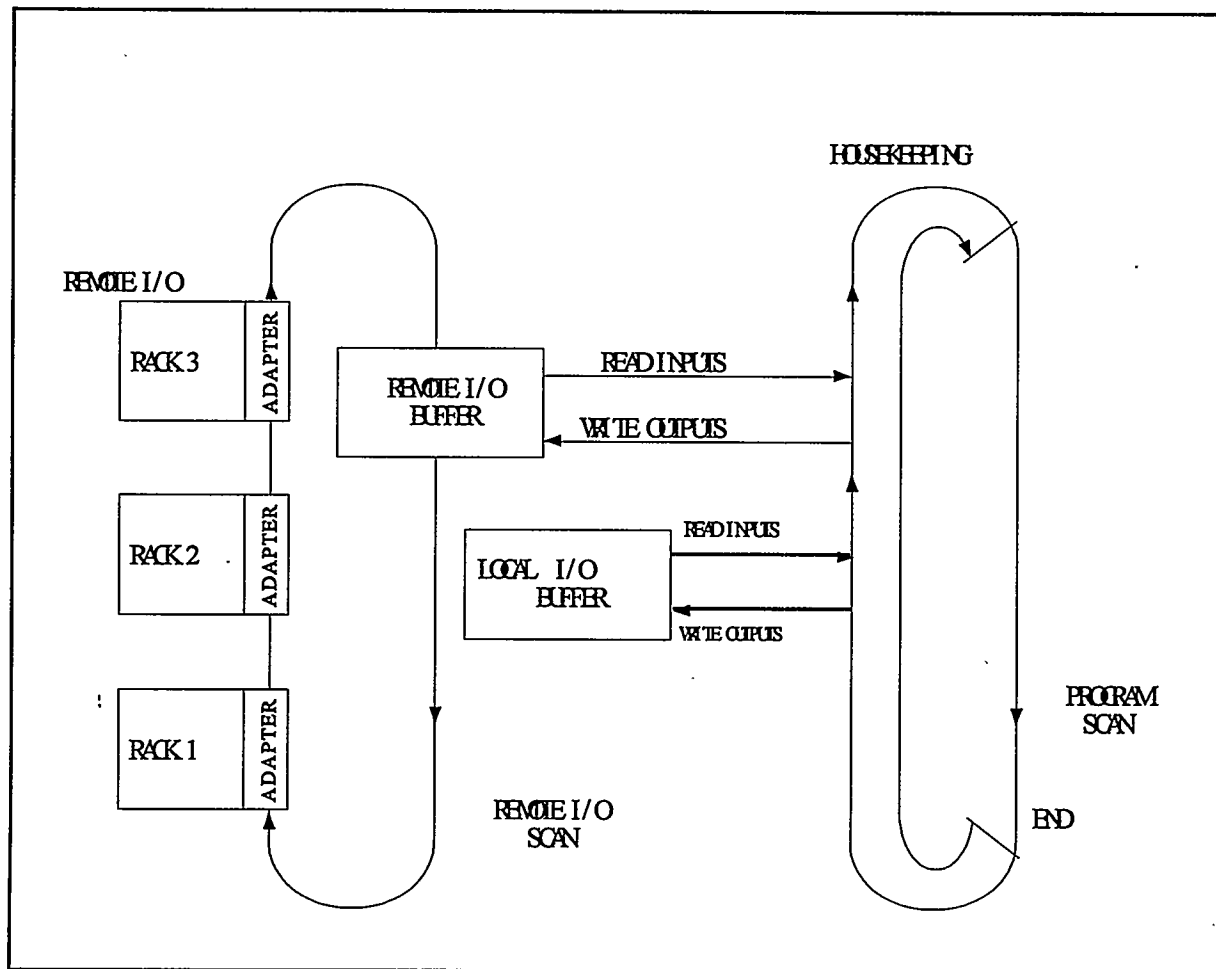 HOUSEKEEPING
REMOTE I/O
RACK 3
ADAPTER
REMOTE I/O
BUFFER
READ INPUTS
WRITE OUTPUTS
RACK 2
ADAPTER
LOCAL I/O
BUFFER
READ INPUTS
WRITE OUTPUTS
RACK 1
ADAPTER
REMOTE I/O
SCAN
PROGRAM
SCAN
END